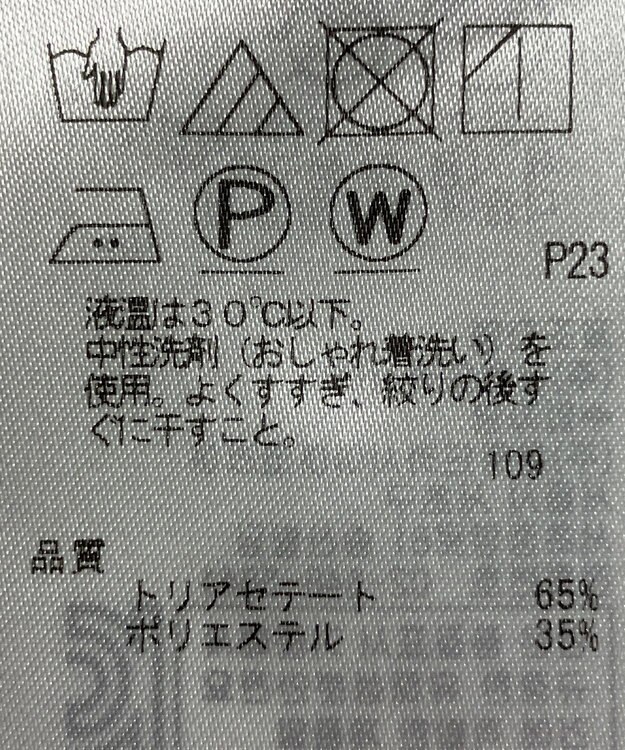 P W
P23
液温は30℃以下。
中性洗剤(おしゃれ着洗い)を
使用。よくすすぎ、絞りの後す
ぐに干すこと。
109
品質
トリアセテート 65%
ポリエステル 35%